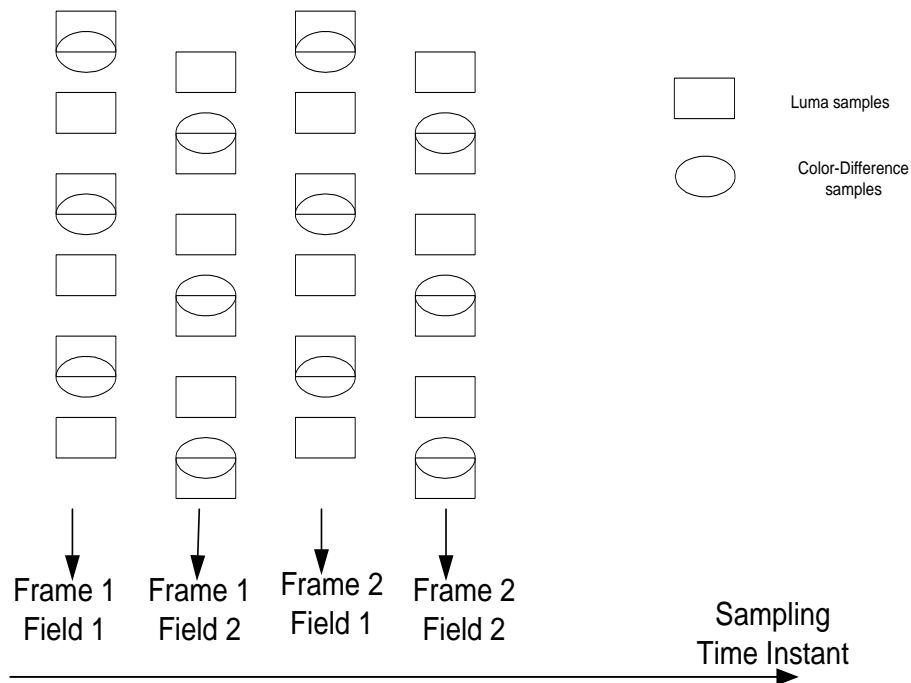 Luma samples
Color-Difference
samples
Frame 1
Field 1
Frame 1
Field 2
Frame 2
Field 1
Frame 2
Field 2
Sampling
Time Instant